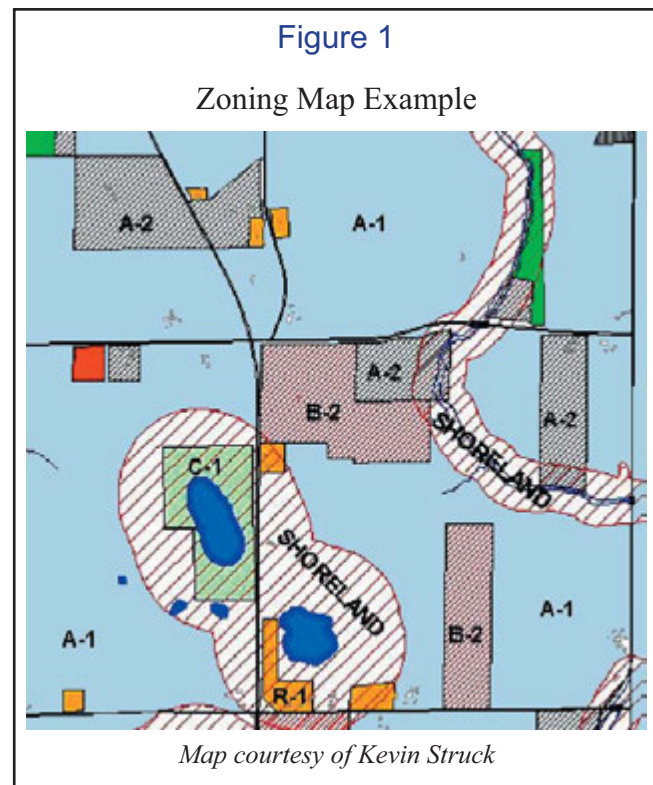 Figure 1
Zoning Map Example
A-2
A-1
A-2
B-2
A-2
SHORELAND
C-1
SHORELAND
A-1
B-2
A-1
R-1
Map courtesy of Kevin Struck